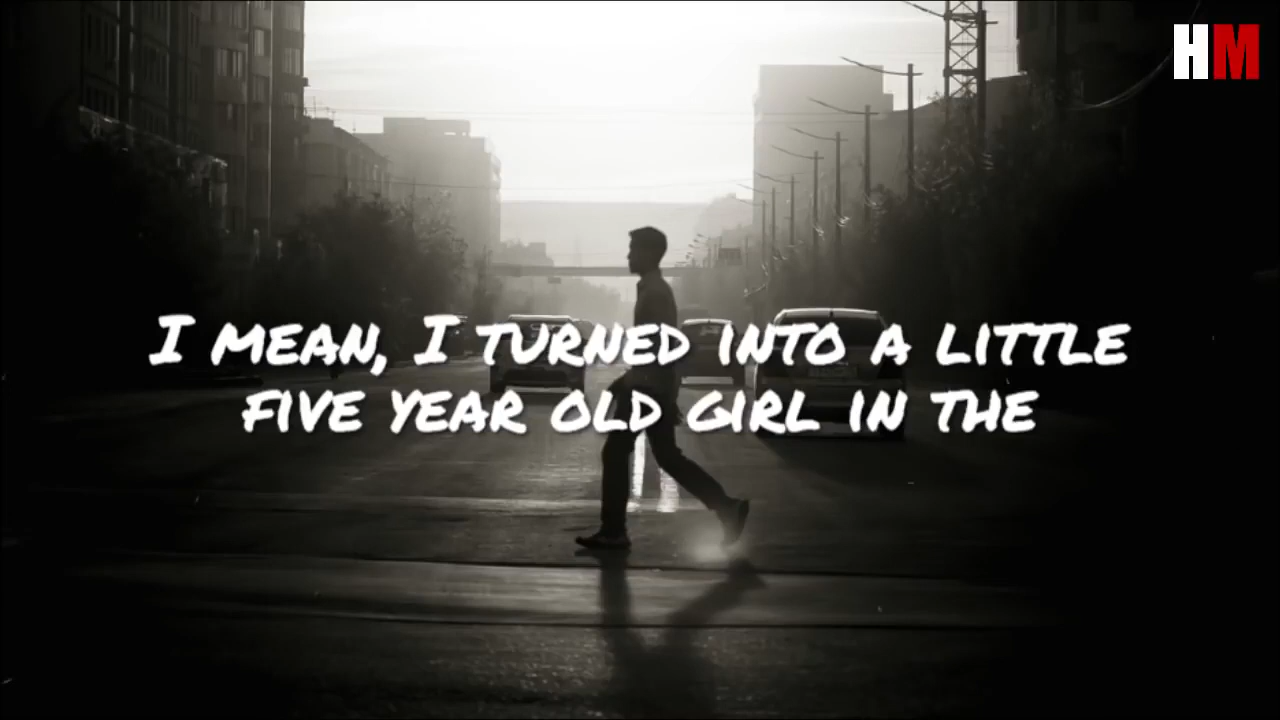 HM
I MEAN, I TURNED INTO A LITTLE
FIVE YEAR OLD GIRL IN THE